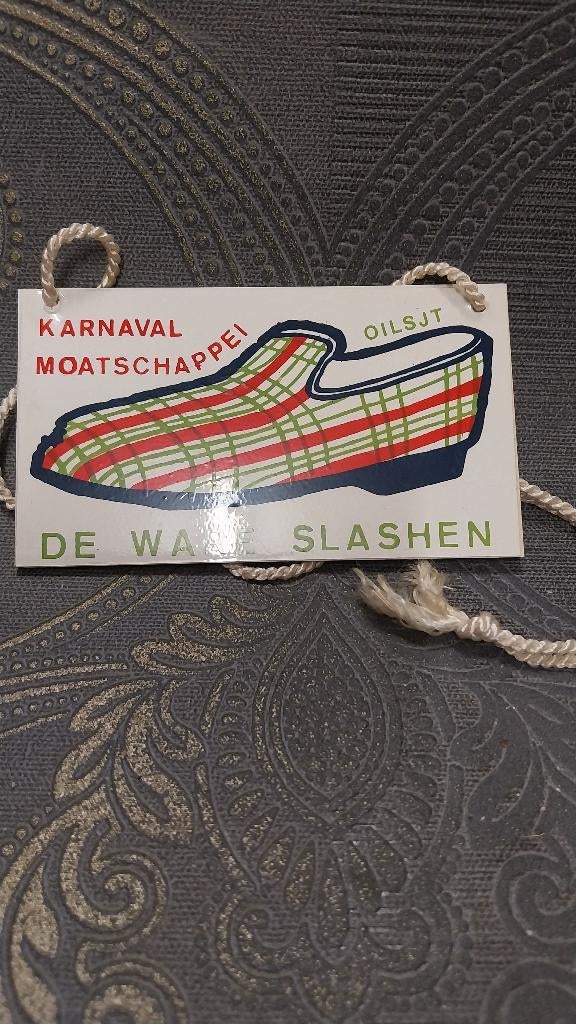 KARNAVAL
MOATSCHAPPEI
OILSJT
DE SLASHEN